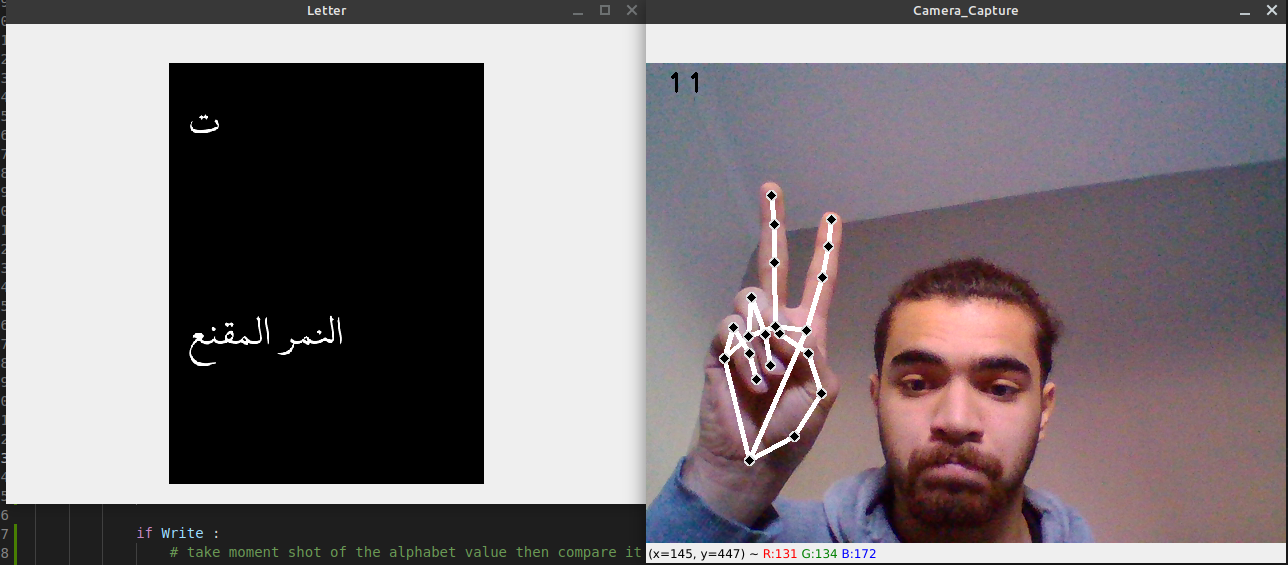 Letter
Camera_Capture
ت
النمر المقنع
11
if Write :
# take moment shot of the alphabet value then compare it
(x=145, y=447) ~ R:131 G:134 B:172